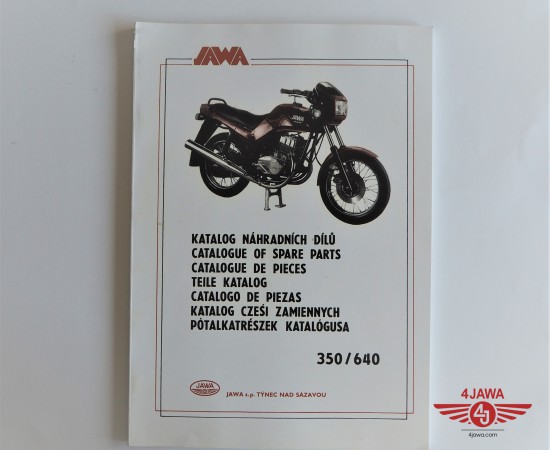 JAWA
JAWA
KATALOG NÁHRADNÍCH DÍLŮ
CATALOGUE OF SPARE PARTS
CATALOGUE DE PIECES
TEILE KATALOG
CATALOGO DE PIEZAS
KATALOG CZEŚI ZAMIENNYCH
PÓTALKATRÉSZEK KATALÓGUSA
350/640
JAWA
JAWA s.p. TÝNEC NAD SÁZAVOU
4JAWA
4J
4jawa.com